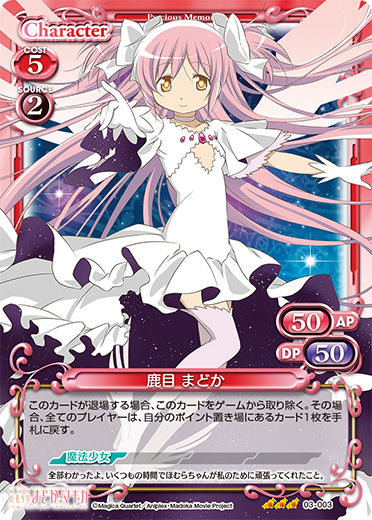 Precious Memories
Character
COST
5
SOURCE
2
50 AP
DP 50
鹿目 まどか
このカードが退場する場合、このカードをゲームから取り除く。その場
合、全てのプレイヤーは、自分のポイント置き場にあるカード1枚を手
札に戻す。
魔法少女
全部わかったよ、いくつもの時間でほむらちゃんが私のために頑張ってくれたこと。
©Magica Quartet／Aniplex・Madoka Movie Project
03-003